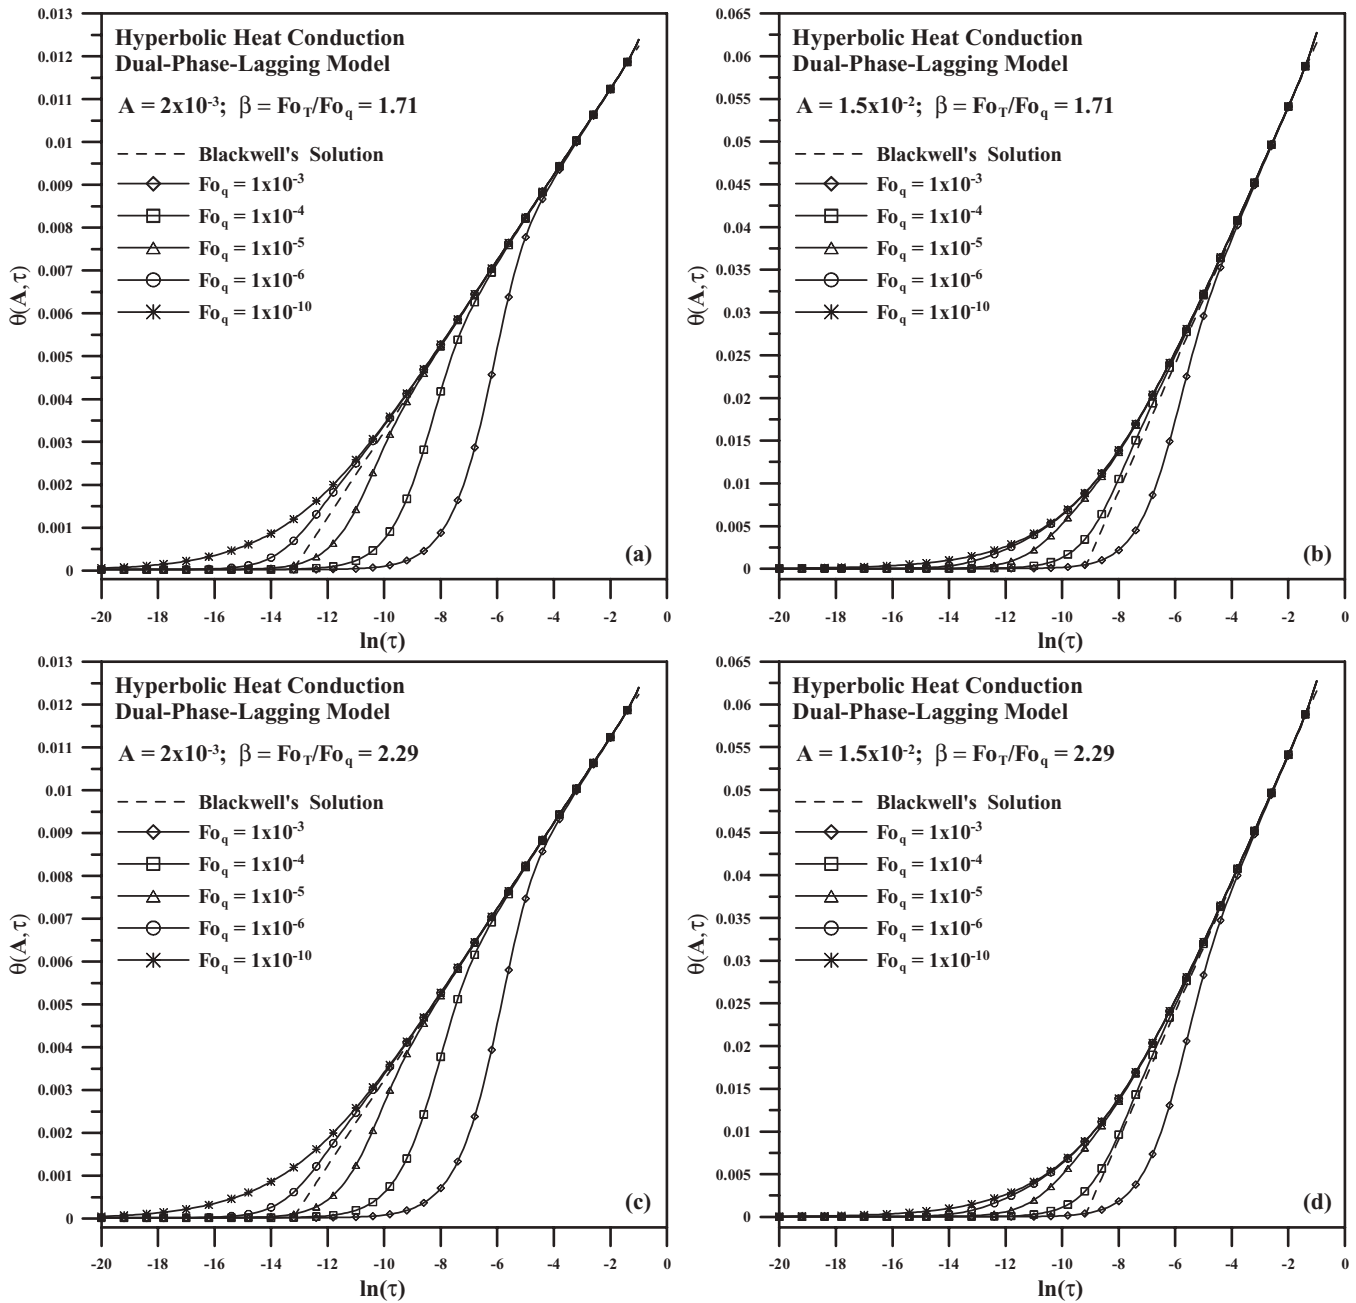 Hyperbolic Heat Conduction
Dual-Phase-Lagging Model
A = 2x10⁻³; β = Fo_T/Fo_q = 1.71
Blackwell's Solution
Fo_q = 1x10⁻³
Fo_q = 1x10⁻⁴
Fo_q = 1x10⁻⁵
Fo_q = 1x10⁻⁶
Fo_q = 1x10⁻¹⁰
(a)
0.013
0.012
0.011
0.01
0.009
0.008
0.007
0.006
0.005
0.004
0.003
0.002
0.001
0
θ(A,τ)
-20 -18 -16 -14 -12 -10 -8 -6 -4 -2 0
ln(τ)
Hyperbolic Heat Conduction
Dual-Phase-Lagging Model
A = 1.5x10⁻²; β = Fo_T/Fo_q = 1.71
Blackwell's Solution
Fo_q = 1x10⁻³
Fo_q = 1x10⁻⁴
Fo_q = 1x10⁻⁵
Fo_q = 1x10⁻⁶
Fo_q = 1x10⁻¹⁰
(b)
0.065
0.06
0.055
0.05
0.045
0.04
0.035
0.03
0.025
0.02
0.015
0.01
0.005
0
θ(A,τ)
-20 -18 -16 -14 -12 -10 -8 -6 -4 -2 0
ln(τ)
Hyperbolic Heat Conduction
Dual-Phase-Lagging Model
A = 2x10⁻³; β = Fo_T/Fo_q = 2.29
Blackwell's Solution
Fo_q = 1x10⁻³
Fo_q = 1x10⁻⁴
Fo_q = 1x10⁻⁵
Fo_q = 1x10⁻⁶
Fo_q = 1x10⁻¹⁰
(c)
0.013
0.012
0.011
0.01
0.009
0.008
0.007
0.006
0.005
0.004
0.003
0.002
0.001
0
θ(A,τ)
-20 -18 -16 -14 -12 -10 -8 -6 -4 -2 0
ln(τ)
Hyperbolic Heat Conduction
Dual-Phase-Lagging Model
A = 1.5x10⁻²; β = Fo_T/Fo_q = 2.29
Blackwell's Solution
Fo_q = 1x10⁻³
Fo_q = 1x10⁻⁴
Fo_q = 1x10⁻⁵
Fo_q = 1x10⁻⁶
Fo_q = 1x10⁻¹⁰
(d)
0.065
0.06
0.055
0.05
0.045
0.04
0.035
0.03
0.025
0.02
0.015
0.01
0.005
0
θ(A,τ)
-20 -18 -16 -14 -12 -10 -8 -6 -4 -2 0
ln(τ)